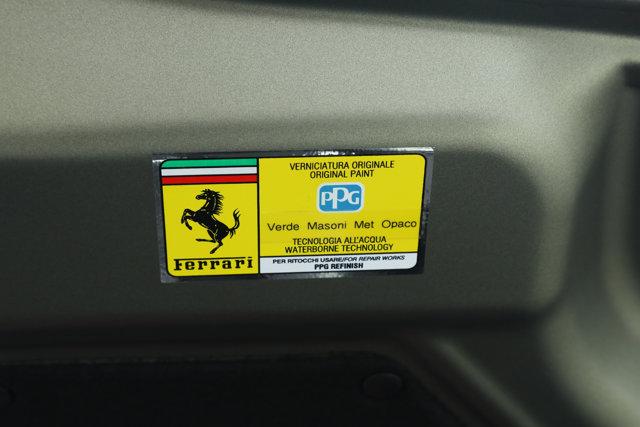 VERNICIATURA ORIGINALE
ORIGINAL PAINT
PPG
Verde Masoni Met Opaco
TECNOLOGIA ALL'ACQUA
WATERBORNE TECHNOLOGY
PER RITOCCHI USARE/FOR REPAIR WORKS
PPG REFINISH
Ferrari